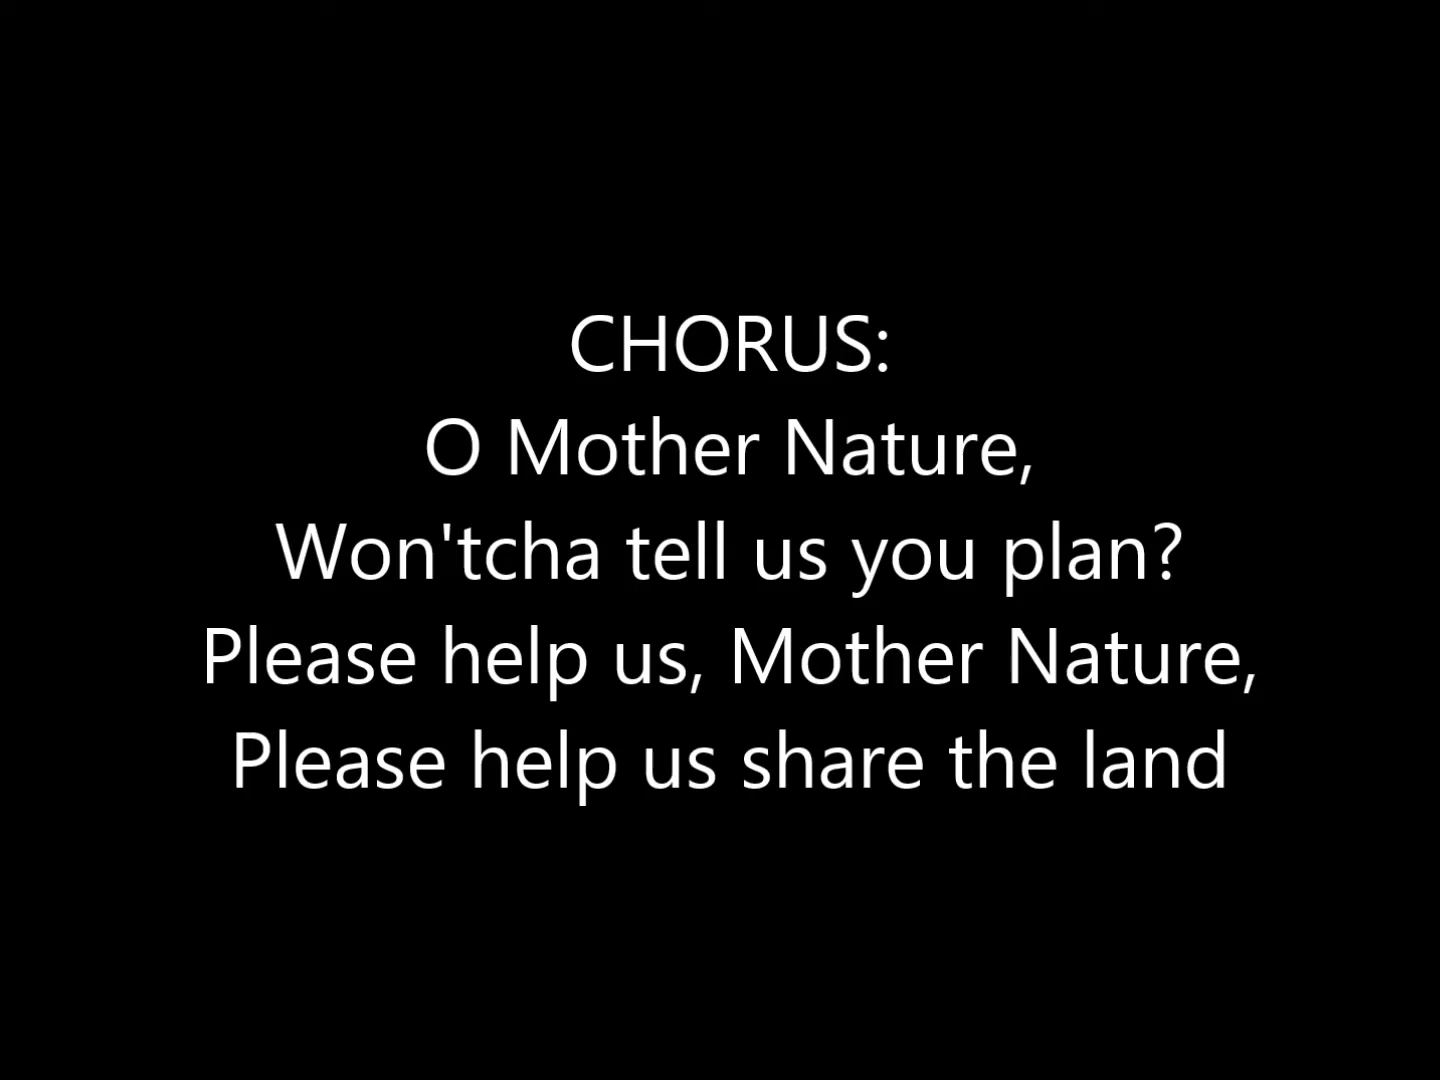 CHORUS:
O Mother Nature,
Won'tcha tell us you plan?
Please help us, Mother Nature,
Please help us share the land